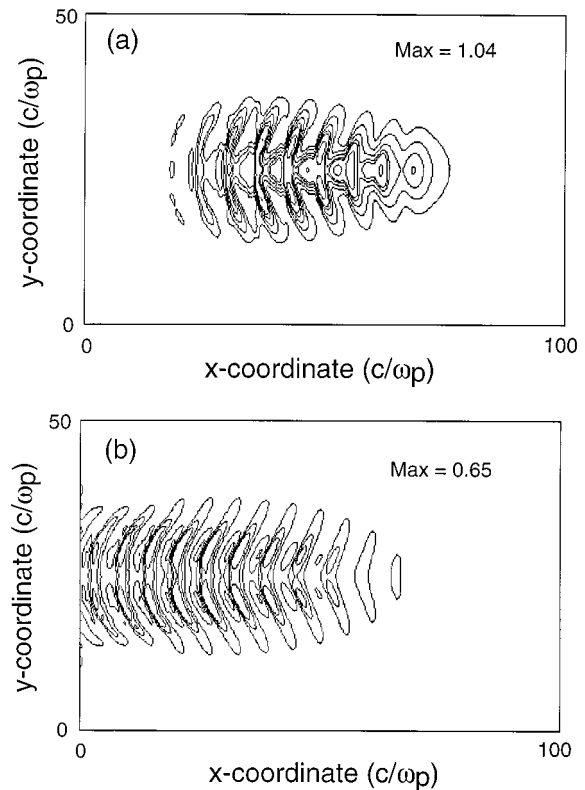 50
(a)
Max = 1.04
y-coordinate (c/ωp)
0
0
100
x-coordinate (c/ωp)
50
(b)
Max = 0.65
y-coordinate (c/ωp)
0
0
100
x-coordinate (c/ωp)